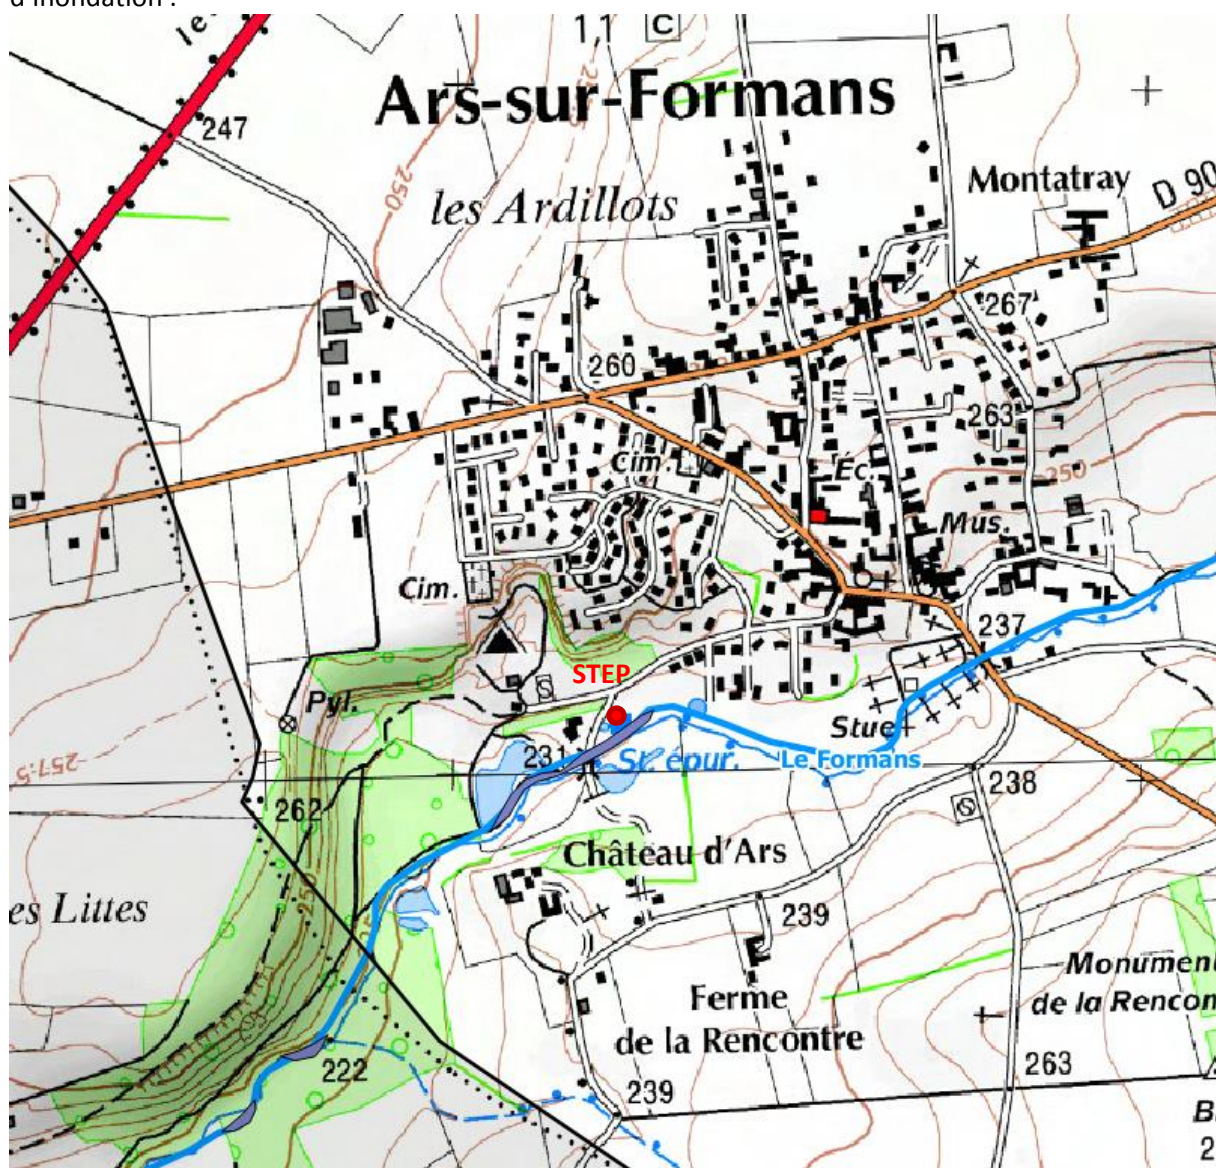 d'inondation :
le
1,1 C
Ars-sur-Formans
247
250
les Ardillots
Montatray
D 90
267
260
263
Cim.
Éc.
250
Mus.
Cim.
237
STEP
Pyl.
Stue
231
St. épur.
Le Formans
257.5
262
238
Château d'Ars
es Littes
239
Monument
de la Rencon
Ferme
de la Rencontre
222
263
239
B
2